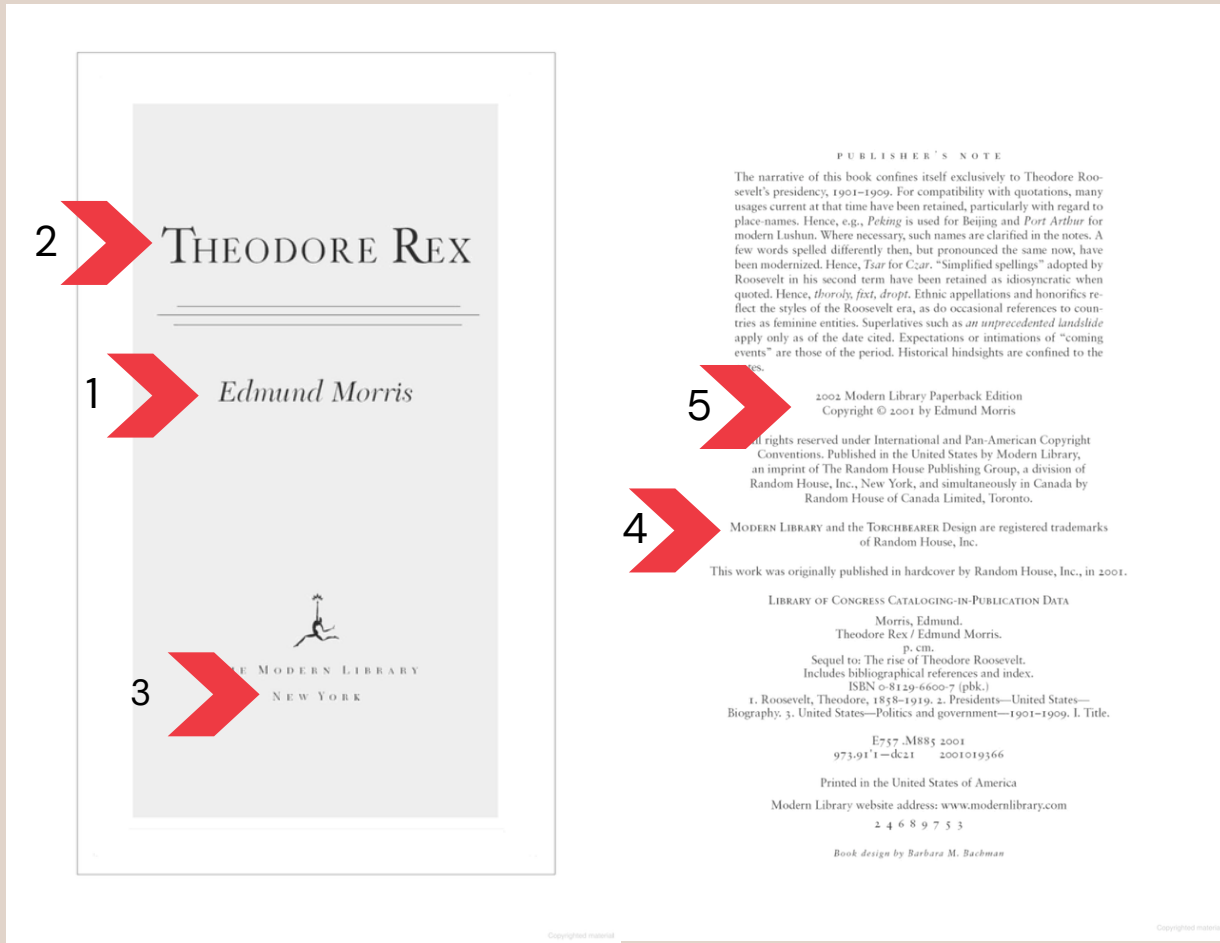 2
THEODORE REX
1
Edmund Morris
3
MODERN LIBRARY
NEW YORK
Copyrighted material
PUBLISHER'S NOTE
The narrative of this book confines itself exclusively to Theodore Roo-
sevelt's presidency, 1901–1909. For compatibility with quotations, many
usages current at that time have been retained, particularly with regard to
place-names. Hence, e.g., Peking is used for Beijing and Port Arthur for
modern Lushun. Where necessary, such names are clarified in the notes. A
few words spelled differently then, but pronounced the same now, have
been modernized. Hence, Tsar for Czar. “Simplified spellings” adopted by
Roosevelt in his second term have been retained as idiosyncratic when
quoted. Hence, thoroly, fixt, dropt. Ethnic appellations and honorifics re-
flect the styles of the Roosevelt era, as do occasional references to coun-
tries as feminine entities. Superlatives such as an unprecedented landslide
apply only as of the date cited. Expectations or intimations of “coming
events” are those of the period. Historical hindsights are confined to the
5
2002 Modern Library Paperback Edition
Copyright © 2001 by Edmund Morris
rights reserved under International and Pan-American Copyright
Conventions. Published in the United States by Modern Library,
an imprint of The Random House Publishing Group, a division of
Random House, Inc., New York, and simultaneously in Canada by
Random House of Canada Limited, Toronto.
4
MODERN LIBRARY and the TORCHBEARER Design are registered trademarks
of Random House, Inc.
This work was originally published in hardcover by Random House, Inc., in 2001.
LIBRARY OF CONGRESS CATALOGING-IN-PUBLICATION DATA
Morris, Edmund.
Theodore Rex / Edmund Morris.
p. cm.
Sequel to: The rise of Theodore Roosevelt.
Includes bibliographical references and index.
ISBN 0-8129-6600-7 (pbk.)
1. Roosevelt, Theodore, 1858–1919. 2. Presidents—United States—
Biography. 3. United States—Politics and government—1901–1909. I. Title.
E757 .M885 2001
973.91'1—dc21 2001019366
Printed in the United States of America
Modern Library website address: www.modernlibrary.com
2 4 6 8 9 7 5 3
Book design by Barbara M. Bachman
Copyrighted material